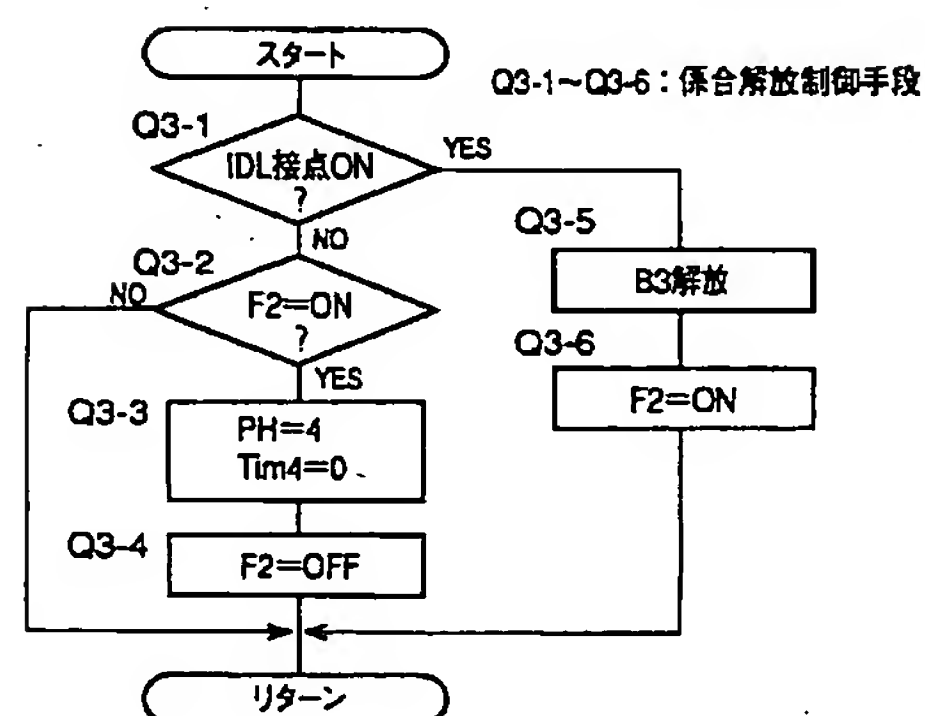 スタート
Q3-1~Q3-6:係合解放制御手段
Q3-1
IDL接点ON
?
YES
NO
Q3-2
F2=ON
?
NO
YES
Q3-3
PH=4
Tim4=0
Q3-4
F2=OFF
Q3-5
B3解放
Q3-6
F2=ON
リターン